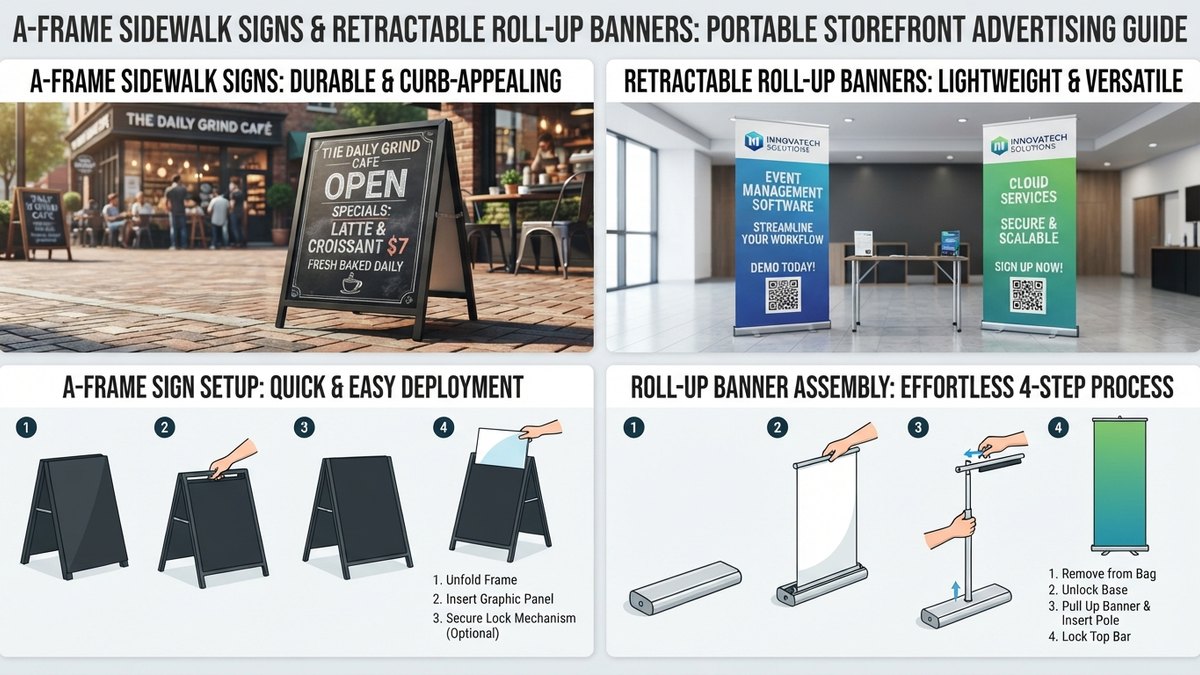 A-FRAME SIDEWALK SIGNS & RETRACTABLE ROLL-UP BANNERS: PORTABLE STOREFRONT ADVERTISING GUIDE
A-FRAME SIDEWALK SIGNS: DURABLE & CURB-APPEALING
THE DAILY GRIND CAFÉ
THE DAILY GRIND
CAFE
OPEN
SPECIALS:
LATTE &
CROISSANT $7
FRESH BAKED DAILY
CAFE
RETRACTABLE ROLL-UP BANNERS: LIGHTWEIGHT & VERSATILE
INNOVATECH
EVENT
MANAGEMENT
SOFTWARE
STREAMLINE
YOUR WORKFLOW
DEMO TODAY!
INNOVATECH
SOLUTIONS
CLOUD
SERVICES
SECURE &
SCALABLE
SIGN UP NOW!
A-FRAME SIGN SETUP: QUICK & EASY DEPLOYMENT
1
2
3
4
1. Unfold Frame
2. Insert Graphic Panel
3. Secure Lock Mechanism
(Optional)
ROLL-UP BANNER ASSEMBLY: EFFORTLESS 4-STEP PROCESS
1
2
3
4
1. Remove from Bag
2. Unlock Base
3. Pull Up Banner &
Insert Pole
4. Lock Top Bar